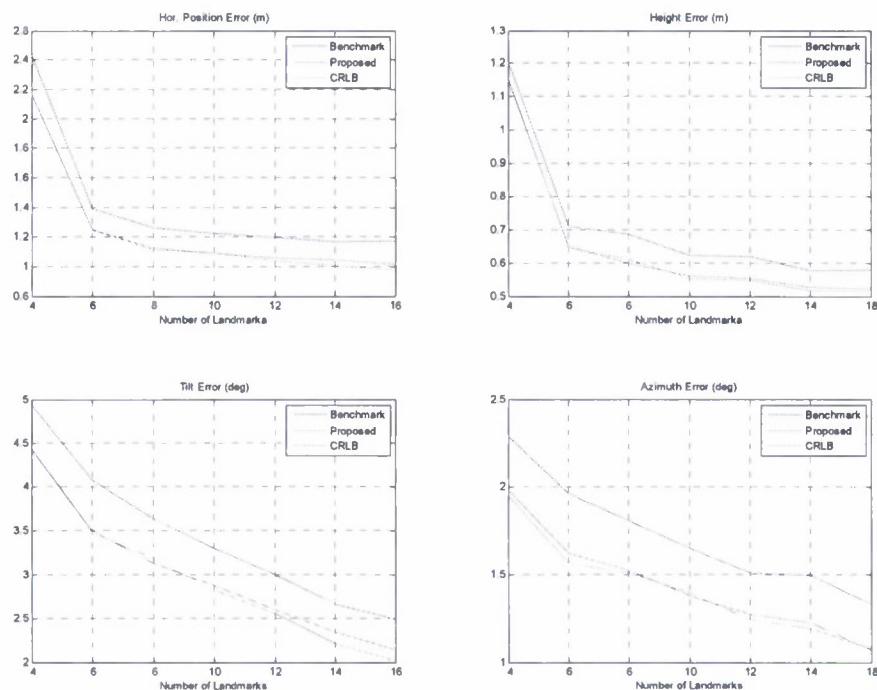 Hor. Position Error (m)
2.8
2.4
2.2
2
1.6
1.6
1.4
1.2
1
0.6
4
6
8
10
12
14
16
Number of Landmarks
Benchmark
Proposed
CRLB
Height Error (m)
1.3
1.2
1.1
1
0.9
0.8
0.7
0.6
0.5
4
6
8
10
12
14
18
Number of Landmarks
Benchmark
Proposed
CRLB
Tilt Error (deg)
5
4.5
4
3.5
3
2.5
2
4
6
8
10
12
14
16
Number of Landmarks
Benchmark
Proposed
CRLB
Azimuth Error (deg)
2.5
2
1.5
1
4
6
8
10
12
14
18
Number of Landmarks
Benchmark
Proposed
CRLB